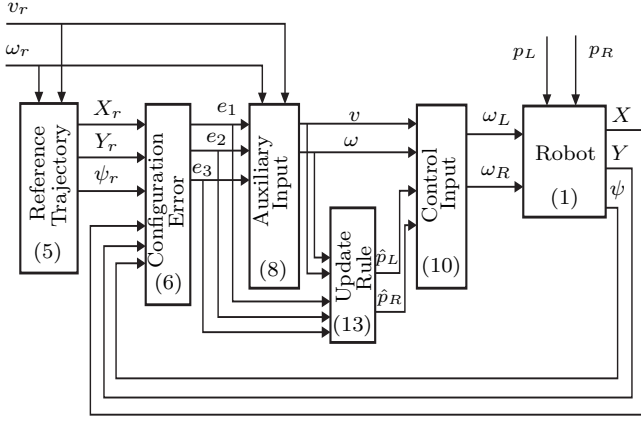 v_r
ω_r
p_L
p_R
Reference
Trajectory
(5)
X_r
Y_r
ψ_r
Configuration
Error
(6)
e_1
e_2
e_3
Auxiliary
Input
(8)
v
ω
Update
Rule
(13)
p̂_L
p̂_R
Control
Input
(10)
ω_L
ω_R
Robot
(1)
X
Y
ψ